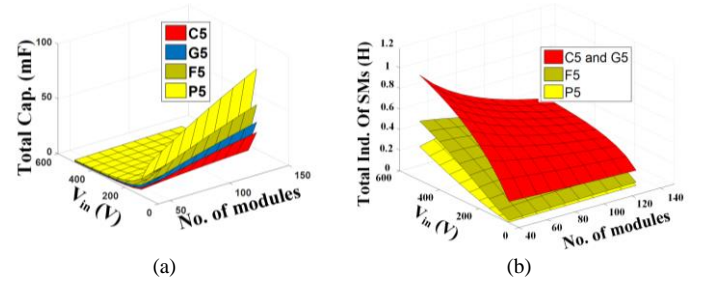 (a)
100
50
0
Total Cap. (mF)
C5
G5
F5
P5
600
400
200
0
V_in (V)
50
100
150
No. of modules
(b)
1.2
1
0.8
0.6
0.4
0.2
0
Total Ind. Of SMs (H)
C5 and G5
F5
P5
600
400
200
0
V_in (V)
40
60
80
100
120
140
No. of modules
(a)
(b)